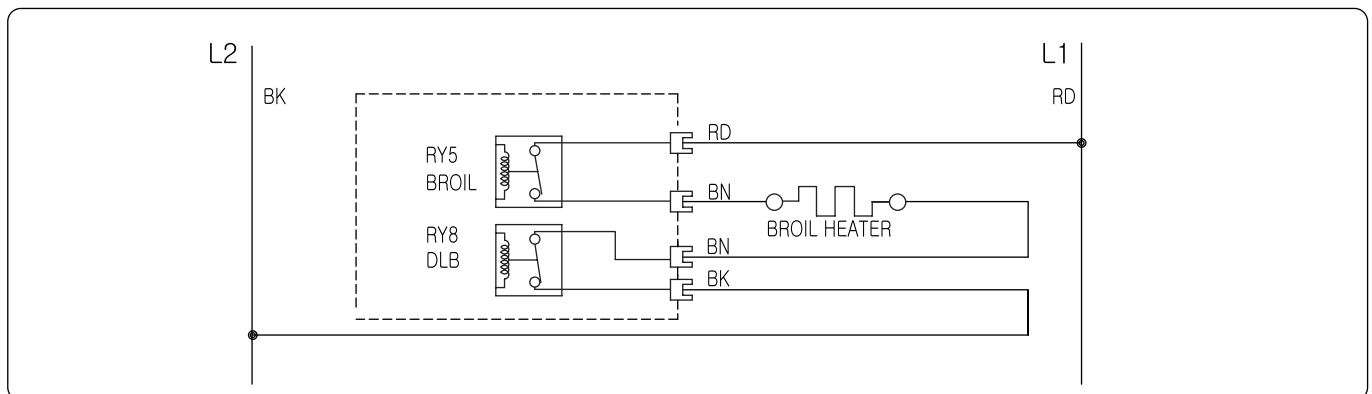 L2
L1
BK
RD
RD
RY5
BROIL
BN
BROIL HEATER
RY8
DLB
BN
BK